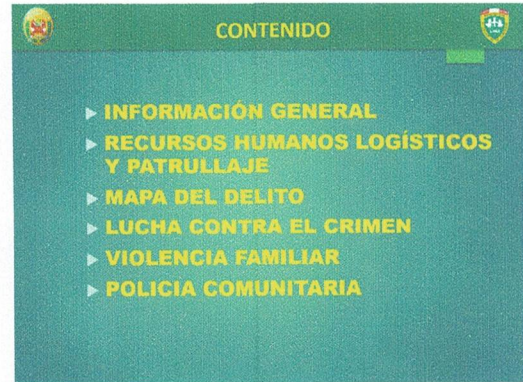 CONTENIDO
INFORMACIÓN GENERAL
RECURSOS HUMANOS LOGÍSTICOS
Y PATRULLAJE
MAPA DEL DELITO
LUCHA CONTRA EL CRIMEN
VIOLENCIA FAMILIAR
POLICIA COMUNITARIA